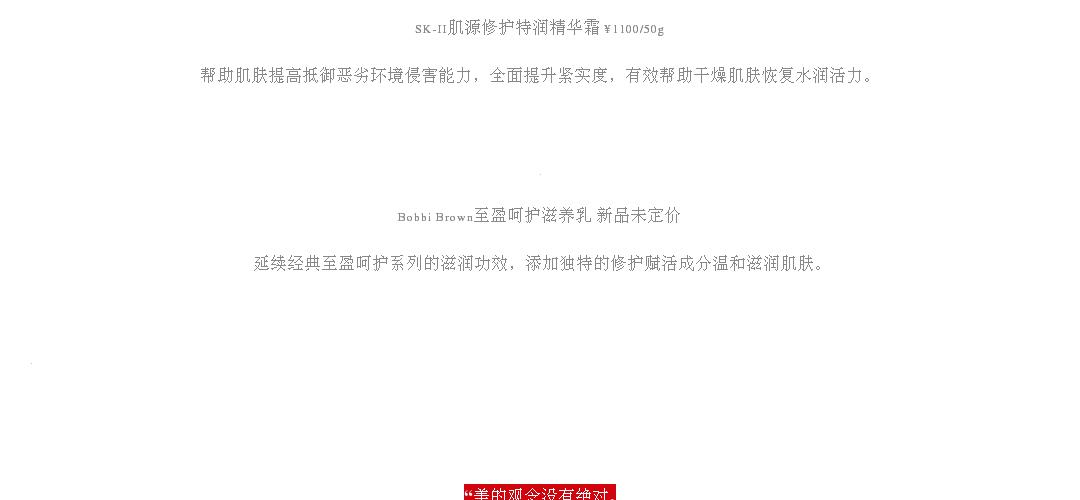 SK-II肌源修护特润精华霜 ¥1100/50g
帮助肌肤提高抵御恶劣环境侵害能力，全面提升紧实度，有效帮助干燥肌肤恢复水润活力。
Bobbi Brown至盈呵护滋养乳 新品未定价
延续经典至盈呵护系列的滋润功效，添加独特的修护赋活成分温和滋润肌肤。
“美的观念没有绝对，